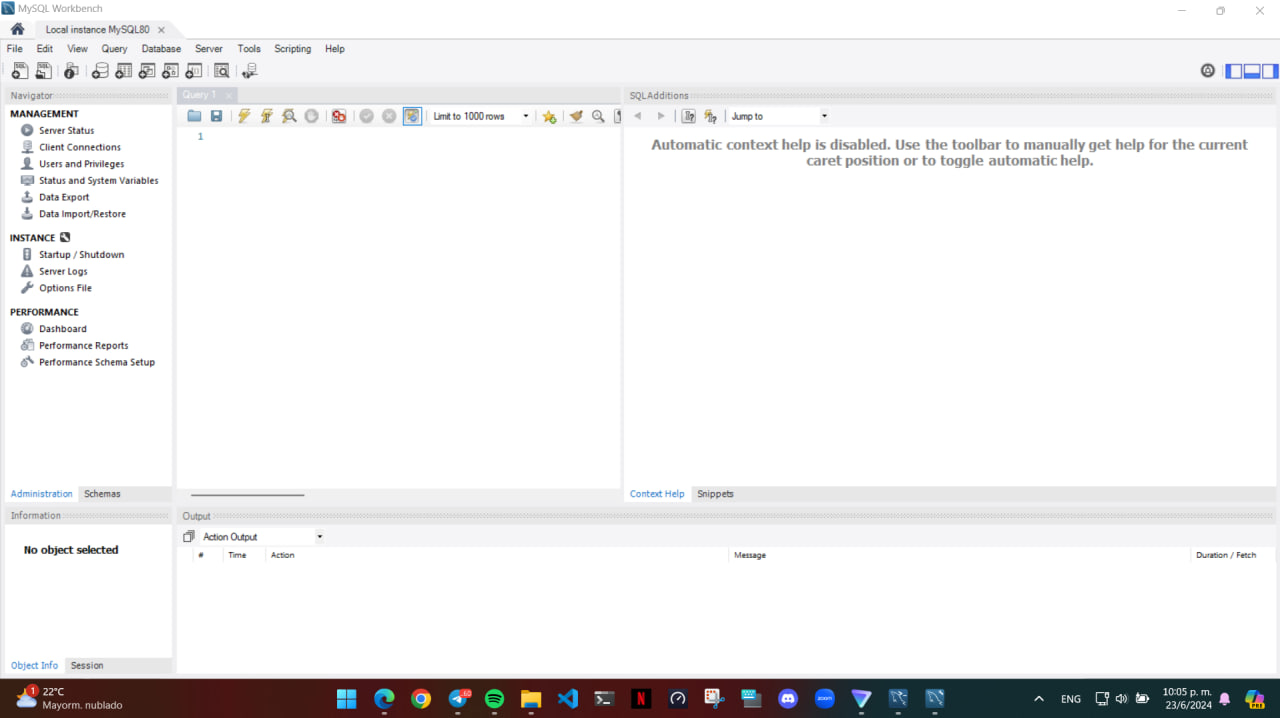 MySQL Workbench
Local instance MySQL80
File Edit View Query Database Server Tools Scripting Help
Navigator
MANAGEMENT
Server Status
Client Connections
Users and Privileges
Status and System Variables
Data Export
Data Import/Restore
INSTANCE
Startup / Shutdown
Server Logs
Options File
PERFORMANCE
Dashboard
Performance Reports
Performance Schema Setup
Administration Schemas
Query 1
Limit to 1000 rows
1
SQLAdditions
Jump to
Automatic context help is disabled. Use the toolbar to manually get help for the current
caret position or to toggle automatic help.
Context Help Snippets
Information
No object selected
Object Info Session
Output
Action Output
# Time Action Message Duration / Fetch
1
22°C
Mayorm. nublado
60
N
zoom
ENG
10:05 p. m.
23/6/2024
PRE